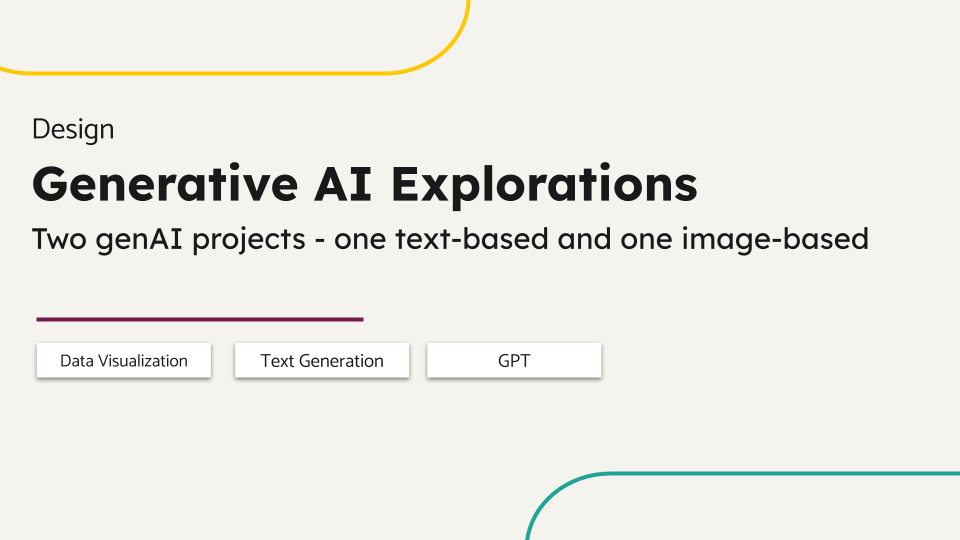 Design
Generative AI Explorations
Two genAI projects - one text-based and one image-based
Data Visualization
Text Generation
GPT